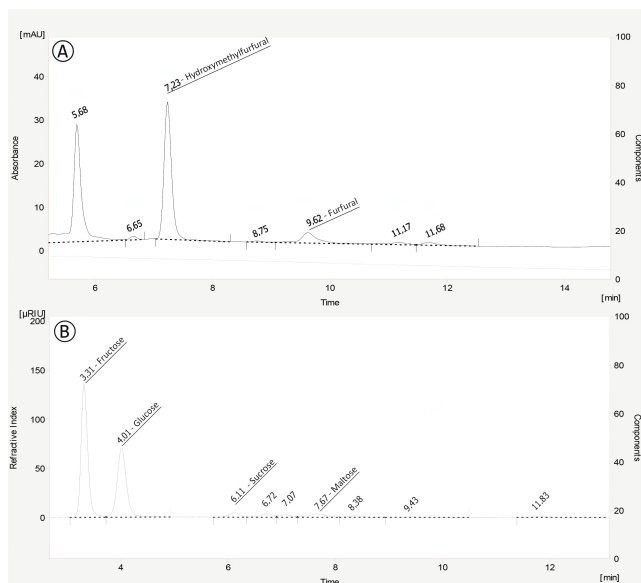 [mAU]
A
100
80
60
40
20
0
Components
50
40
30
20
10
0
Absorbance
5,68
6,65
7,23 - Hydroxymethylfurfural
8,75
9,62 - Furfural
11,17
11,68
6
8
10
12
14
Time
[min]
[µRIU]
B
200
150
100
50
0
Refractive Index
100
80
60
40
20
0
Components
3,31 - Fructose
4,01 - Glucose
6,11 - Sucrose
6,72
7,07
7,67 - Maltose
8,38
9,43
11,83
4
6
8
10
12
Time
[min]